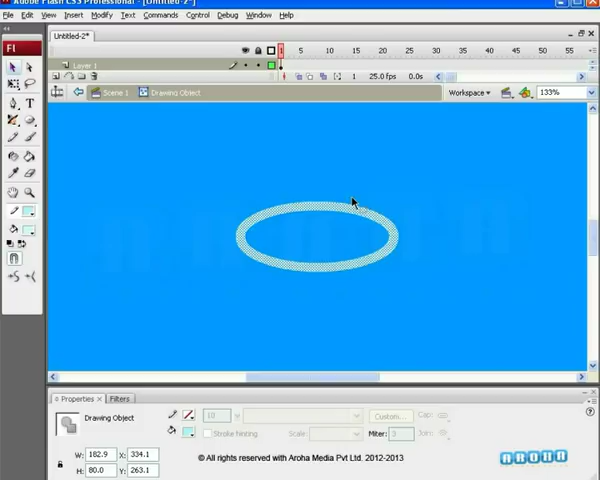 Adobe Flash CS3 Professional - [Untitled-2*]
File Edit View Insert Modify Text Commands Control Debug Window Help
Untitled-2*
Fl
1 5 10 15 20 25 30 35 40 45 50 55
Layer 1
1 25.0 fps 0.0s
Scene 1 Drawing Object Workspace 133%
T
Properties Filters
Drawing Object 10 Custom... Cap:
Stroke hinting Scale: Miter: 3 Join:
W: 182.9 X: 334.1
H: 80.0 Y: 263.1
© All rights reserved with Aroha Media Pvt Ltd. 2012-2013
AROHA